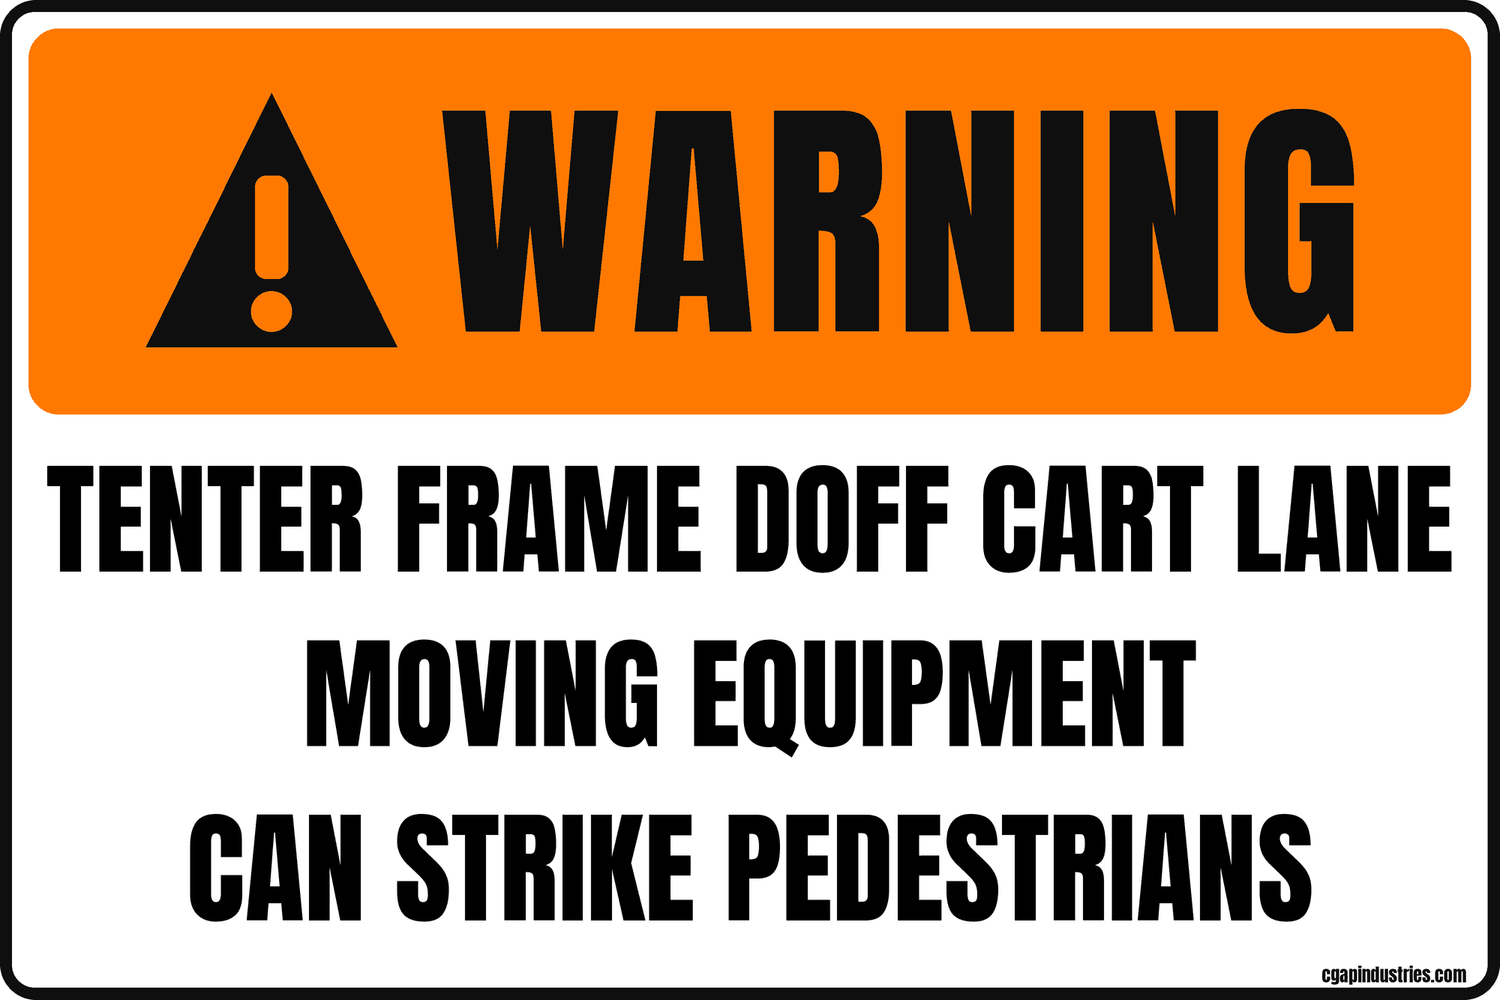 WARNING
TENTER FRAME DOFF CART LANE
MOVING EQUIPMENT
CAN STRIKE PEDESTRIANS
cgapindustries.com